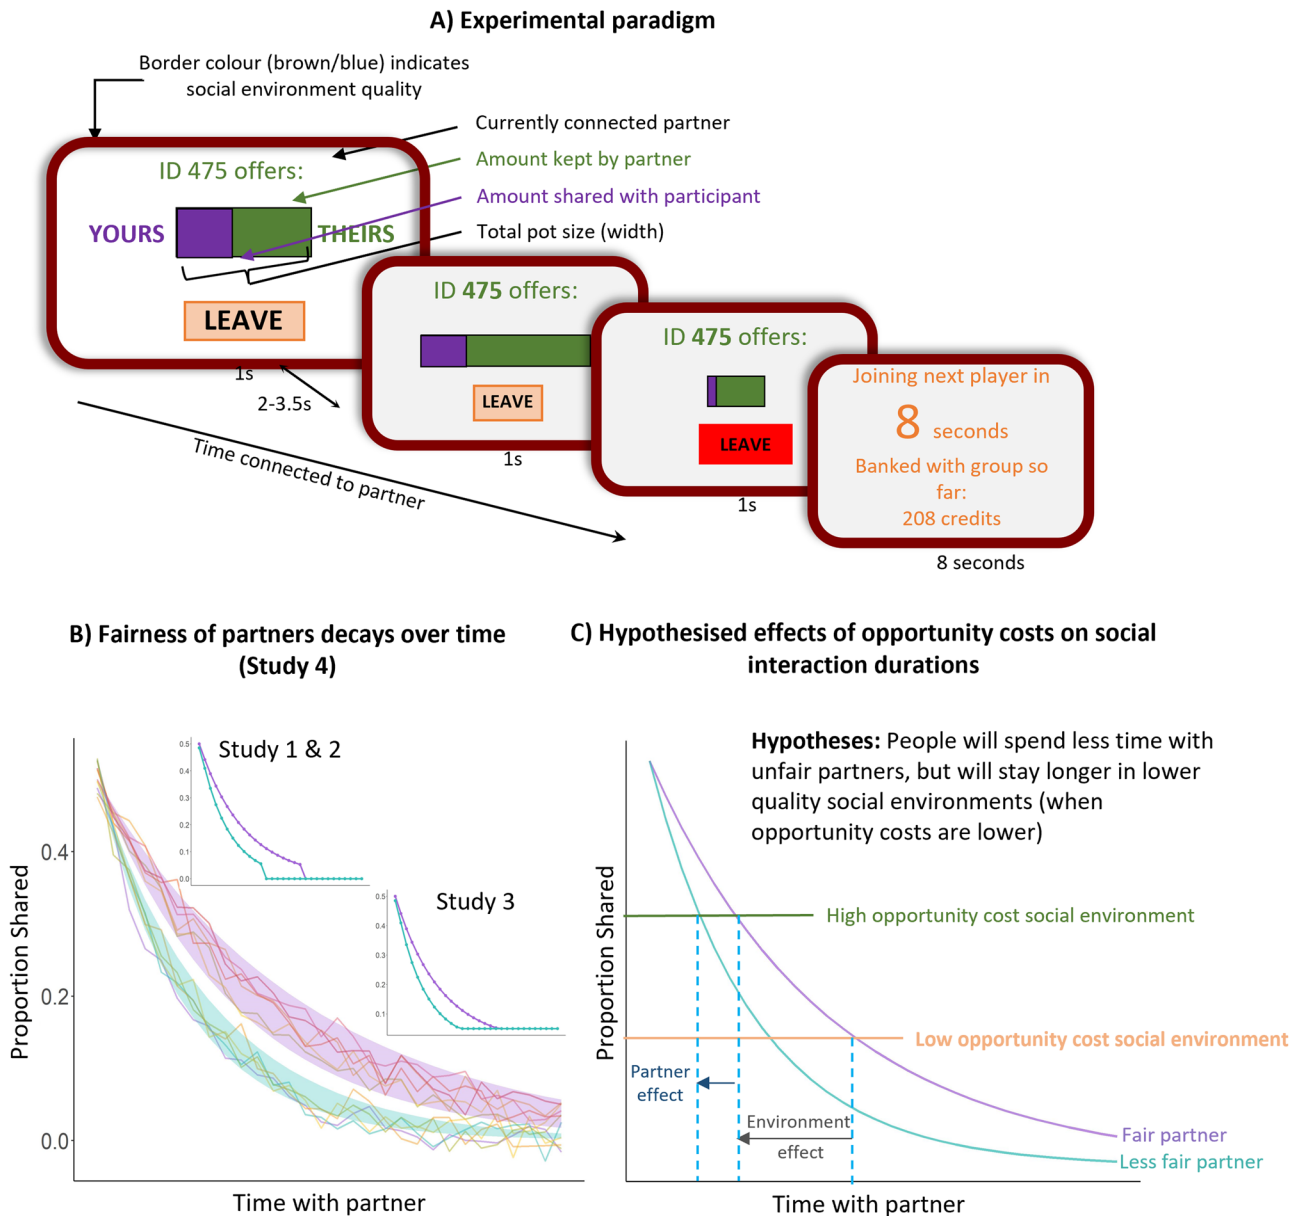 A) Experimental paradigm
Border colour (brown/blue) indicates
social environment quality
Currently connected partner
Amount kept by partner
Amount shared with participant
Total pot size (width)
ID 475 offers:
YOURS
THEIRS
LEAVE
1s
2-3.5s
ID 475 offers:
LEAVE
1s
ID 475 offers:
LEAVE
1s
Joining next player in
8 seconds
Banked with group so
far:
208 credits
8 seconds
Time connected to partner
B) Fairness of partners decays over time
(Study 4)
Proportion Shared
0.4
0.2
0.0
Time with partner
Study 1 & 2
0.5
0.4
0.3
0.2
0.1
0.0
Study 3
0.5
0.4
0.3
0.2
0.1
C) Hypothesised effects of opportunity costs on social
interaction durations
Hypotheses: People will spend less time with
unfair partners, but will stay longer in lower
quality social environments (when
opportunity costs are lower)
Proportion Shared
High opportunity cost social environment
Low opportunity cost social environment
Partner
effect
Environment
effect
Fair partner
Less fair partner
Time with partner